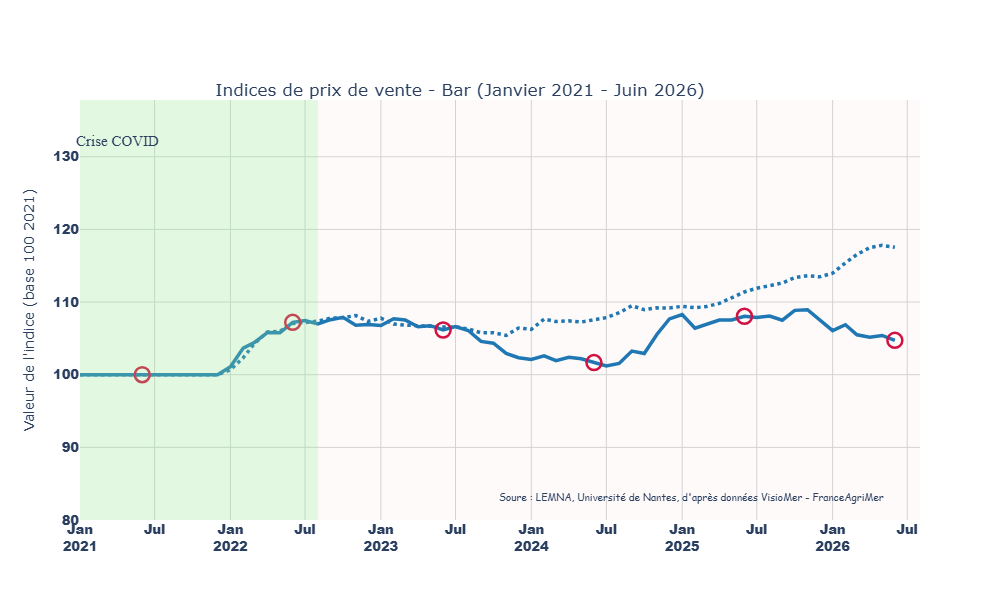 Indices de prix de vente - Bar (Janvier 2021 - Juin 2026)
Crise COVID
Valeur de l'indice (base 100 2021)
130
120
110
100
90
80
Soure : LEMNA, Université de Nantes, d'après données VisioMer - FranceAgriMer
Jan Jul Jan Jul Jan Jul Jan Jul Jan Jul Jan Jul
2021 2022 2023 2024 2025 2026